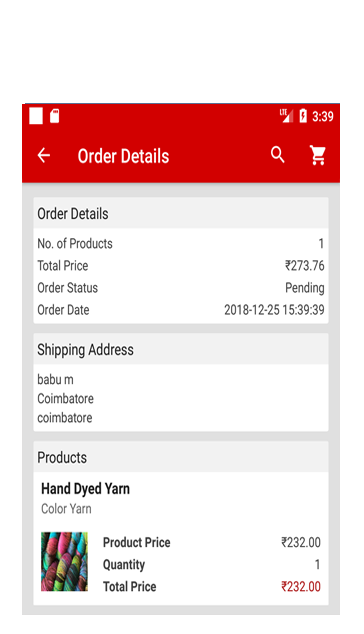 LTE 3:39
Order Details
Order Details
No. of Products 1
Total Price ₹273.76
Order Status Pending
Order Date 2018-12-25 15:39:39
Shipping Address
babu m
Coimbatore
coimbatore
Products
Hand Dyed Yarn
Color Yarn
Product Price ₹232.00
Quantity 1
Total Price ₹232.00